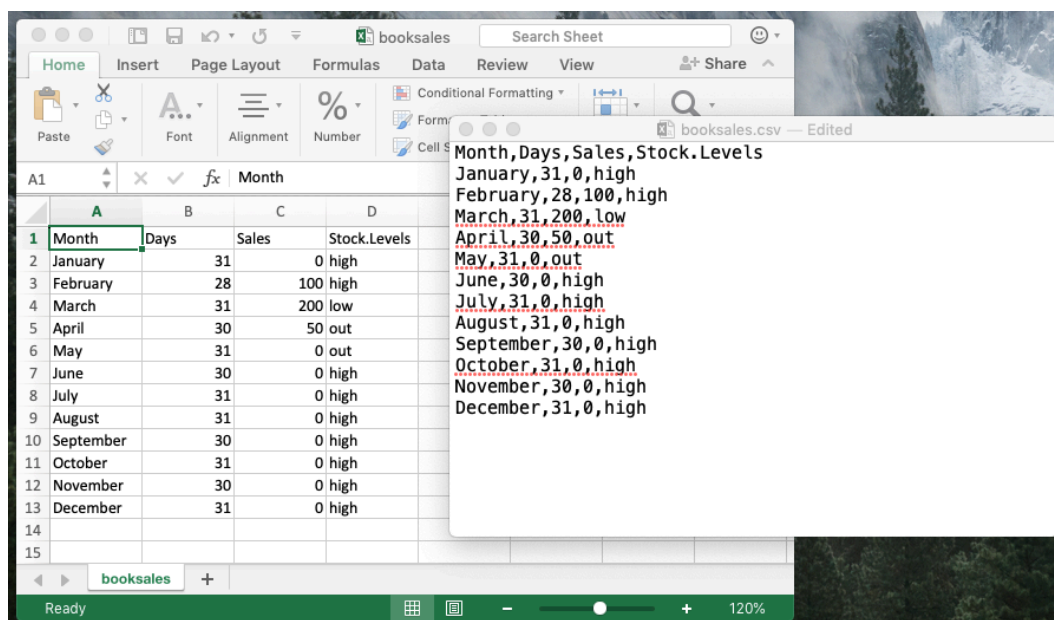 booksales
Search Sheet
Home Insert Page Layout Formulas Data Review View Share
Paste Font Alignment Number
Conditional Formatting
Cell
A1 fx Month
A B C D
1 Month Days Sales Stock.Levels
2 January 31 0 high
3 February 28 100 high
4 March 31 200 low
5 April 30 50 out
6 May 31 0 out
7 June 30 0 high
8 July 31 0 high
9 August 31 0 high
10 September 30 0 high
11 October 31 0 high
12 November 30 0 high
13 December 31 0 high
14
15
booksales +
Ready 120%
booksales.csv — Edited
Month,Days,Sales,Stock.Levels
January,31,0,high
February,28,100,high
March,31,200,low
April,30,50,out
May,31,0,out
June,30,0,high
July,31,0,high
August,31,0,high
September,30,0,high
October,31,0,high
November,30,0,high
December,31,0,high